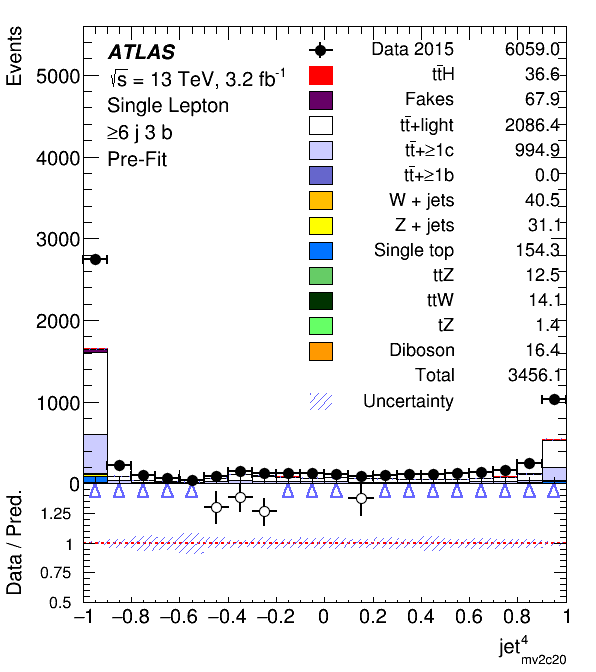 Events
ATLAS
√s = 13 TeV, 3.2 fb-1
Single Lepton
≥6 j 3 b
Pre-Fit
Data 2015 6059.0
tt̄H 36.6
Fakes 67.9
tt̄+light 2086.4
tt̄+≥1c 994.9
tt̄+≥1b 0.0
W + jets 40.5
Z + jets 31.1
Single top 154.3
ttZ 12.5
ttW 14.1
tZ 1.4
Diboson 16.4
Total 3456.1
Uncertainty
5000
4000
3000
2000
1000
0
Data / Pred.
1.25
1
0.75
0.5
−1 −0.8 −0.6 −0.4 −0.2 0 0.2 0.4 0.6 0.8 1
jet4mv2c20